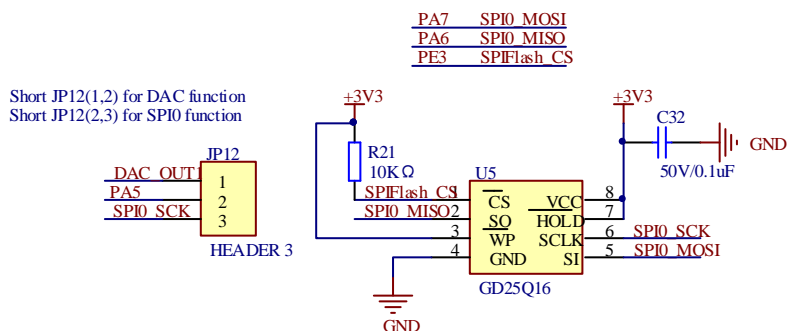 PA7 SPI0_MOSI
PA6 SPI0_MISO
PE3 SPIFlash_CS
Short JP12(1,2) for DAC function
Short JP12(2,3) for SPI0 function
+3V3
+3V3
C32
GND
50V/0.1uF
R21
10KΩ
JP12
DAC_OUT1 1
PA5 2
SPI0_SCK 3
HEADER 3
U5
SPIFlash_CS 1 CS VCC 8
SPI0_MISO 2 SO HOLD 7
3 WP SCLK 6 SPI0_SCK
4 GND SI 5 SPI0_MOSI
GD25Q16
GND